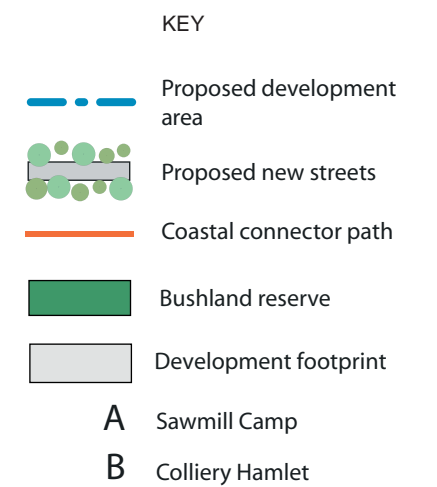 KEY
Proposed development
area
Proposed new streets
Coastal connector path
Bushland reserve
Development footprint
A Sawmill Camp
B Colliery Hamlet